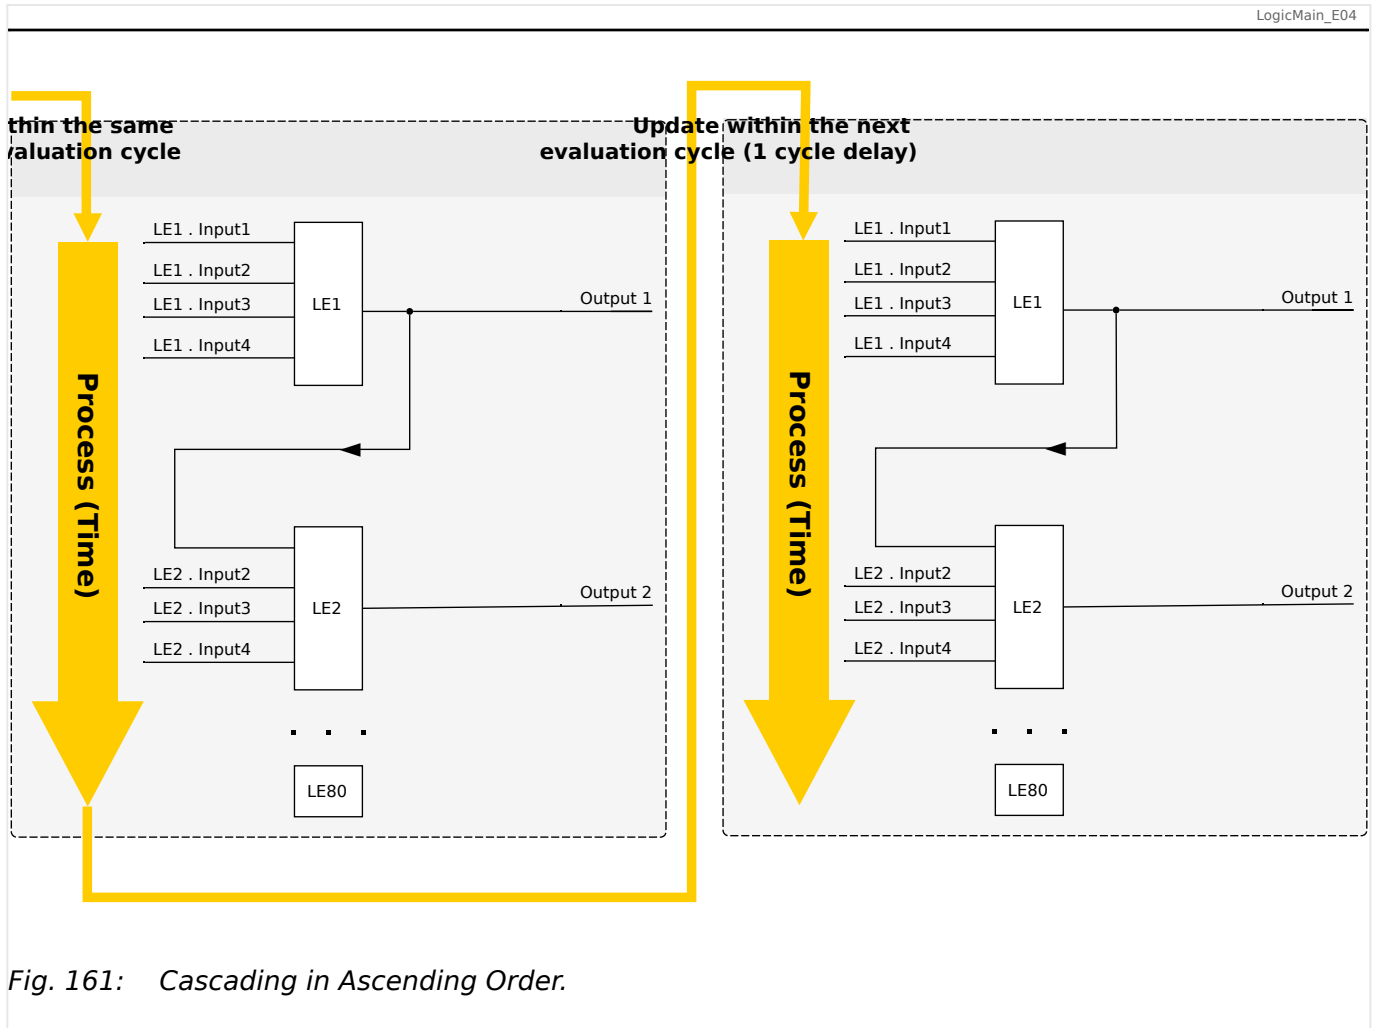 LogicMain_E04
thin the same
valuation cycle
Update within the next
evaluation cycle (1 cycle delay)
Process (Time)
LE1 . Input1
LE1 . Input2
LE1 . Input3
LE1 . Input4
LE1
Output 1
LE2 . Input2
LE2 . Input3
LE2 . Input4
LE2
Output 2
. . .
LE80
Process (Time)
LE1 . Input1
LE1 . Input2
LE1 . Input3
LE1 . Input4
LE1
Output 1
LE2 . Input2
LE2 . Input3
LE2 . Input4
LE2
Output 2
. . .
LE80
Fig. 161: Cascading in Ascending Order.